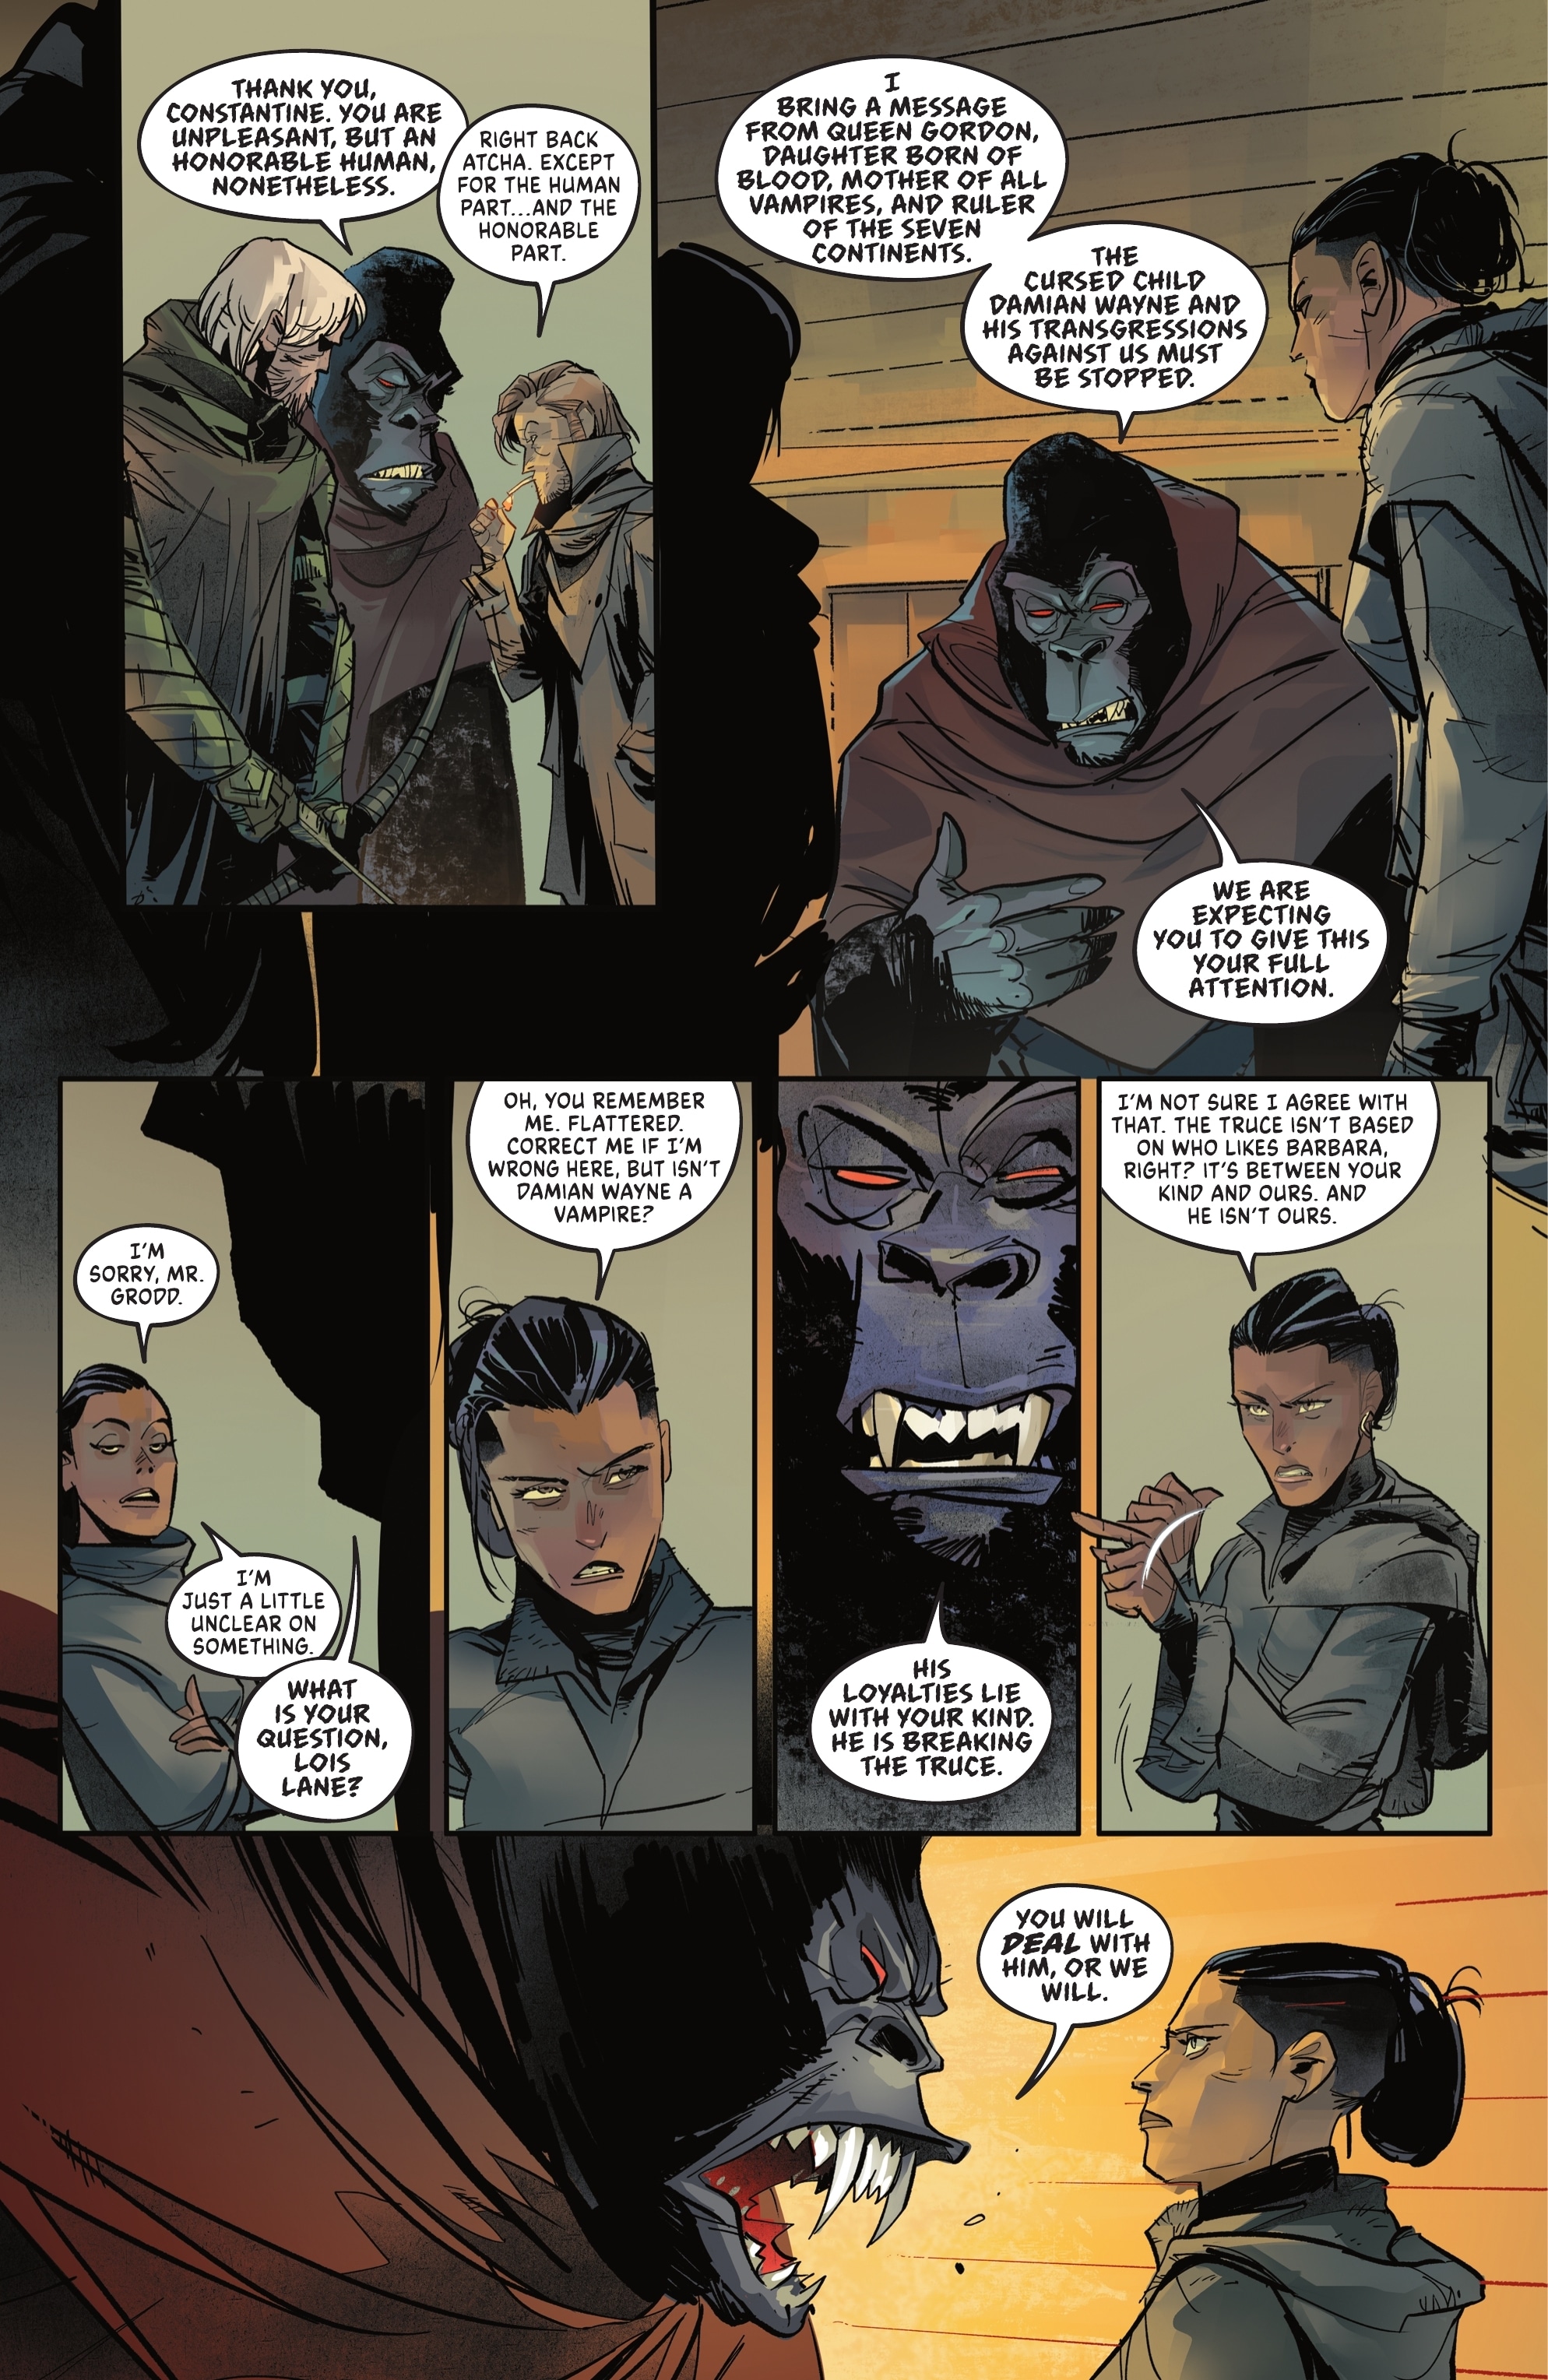 THANK YOU,
CONSTANTINE. YOU ARE
UNPLEASANT, BUT AN
HONORABLE HUMAN,
NONETHELESS.
RIGHT BACK
ATCHA. EXCEPT
FOR THE HUMAN
PART...AND THE
HONORABLE
PART.
I
BRING A MESSAGE
FROM QUEEN GORDON,
DAUGHTER BORN OF
BLOOD, MOTHER OF ALL
VAMPIRES, AND RULER
OF THE SEVEN
CONTINENTS.
THE
CURSED CHILD
DAMIAN WAYNE AND
HIS TRANSGRESSIONS
AGAINST US MUST
BE STOPPED.
WE ARE
EXPECTING
YOU TO GIVE THIS
YOUR FULL
ATTENTION.
I'M
SORRY, MR.
GRODD.
I'M
JUST A LITTLE
UNCLEAR ON
SOMETHING.
WHAT
IS YOUR
QUESTION,
LOIS
LANE?
OH, YOU REMEMBER
ME. FLATTERED.
CORRECT ME IF I'M
WRONG HERE, BUT ISN'T
DAMIAN WAYNE A
VAMPIRE?
HIS
LOYALTIES LIE
WITH YOUR KIND.
HE IS BREAKING
THE TRUCE.
I'M NOT SURE I AGREE WITH
THAT. THE TRUCE ISN'T BASED
ON WHO LIKES BARBARA,
RIGHT? IT'S BETWEEN YOUR
KIND AND OURS. AND
HE ISN'T OURS.
YOU WILL
DEAL WITH
HIM, OR WE
WILL.